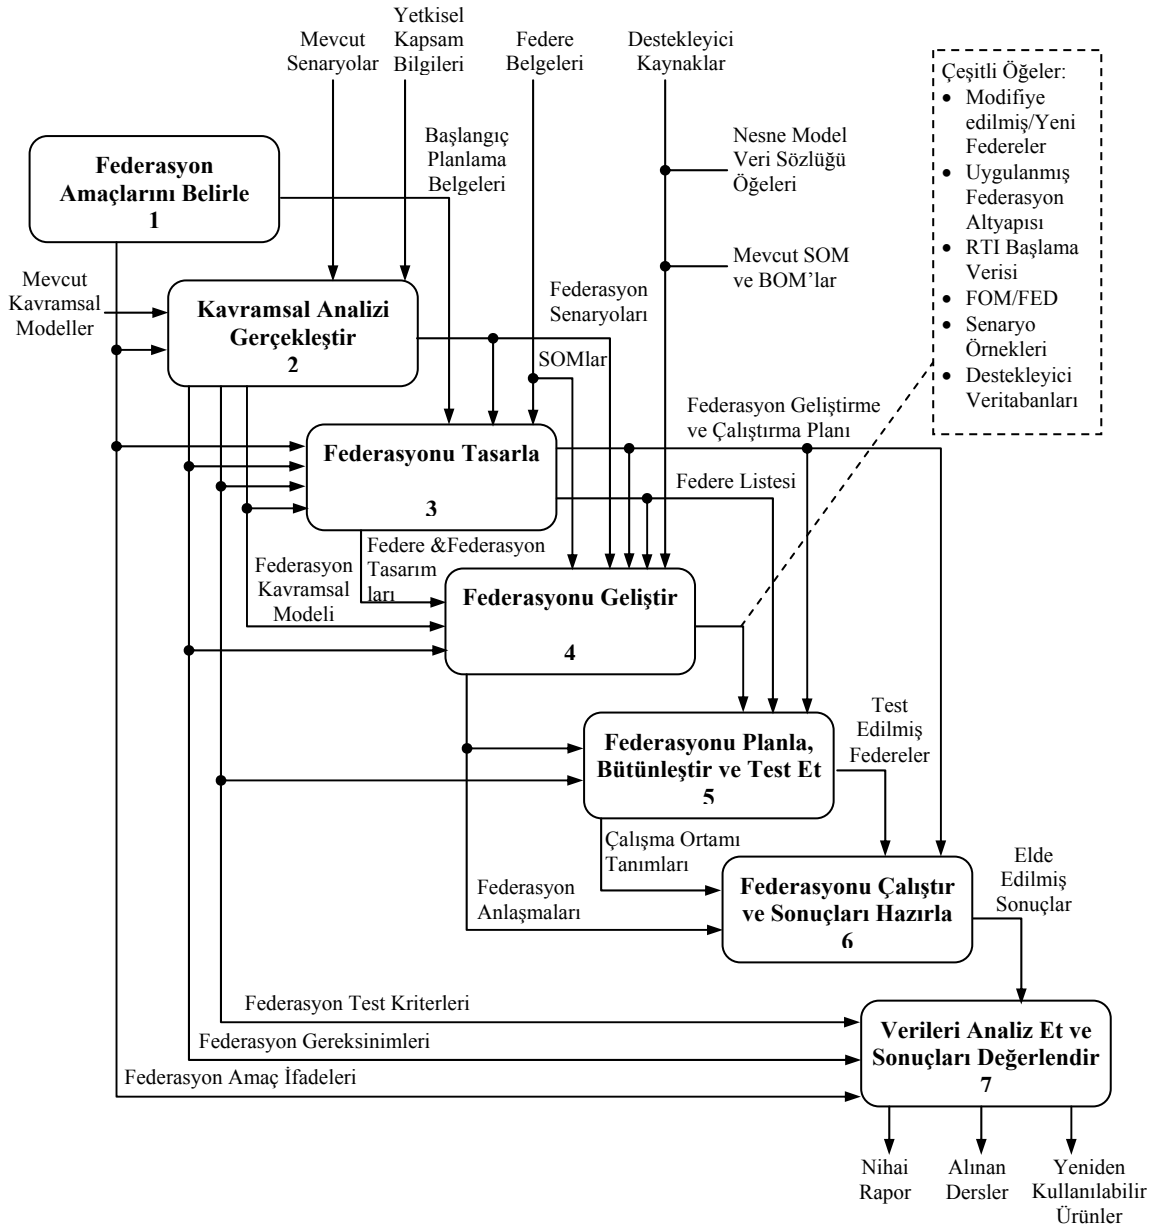 Mevcut
Senaryolar
Yetkisel
Kapsam
Bilgileri
Federe
Belgeleri
Destekleyici
Kaynaklar
Çeşitli Öğeler:
• Modifiye
edilmiş/Yeni
Federeler
• Uygulanmış
Federasyon
Altyapısı
• RTI Başlama
Verisi
• FOM/FED
• Senaryo
Örnekleri
• Destekleyici
Veritabanları
Federasyon
Amaçlarını Belirle
1
Başlangıç
Planlama
Belgeleri
Nesne Model
Veri Sözlüğü
Öğeleri
Mevcut SOM
ve BOM’lar
Mevcut
Kavramsal
Modeller
Kavramsal Analizi
Gerçekleştir
2
Federasyon
Senaryoları
SOMlar
Federasyon Geliştirme
ve Çalıştırma Planı
Federasyonu Tasarla
3
Federe Listesi
Federe &Federasyon
Tasarım
ları
Federasyon
Kavramsal
Modeli
Federasyonu Geliştir
4
Federasyonu Planla,
Bütünleştir ve Test Et
5
Test
Edilmiş
Federeler
Çalışma Ortamı
Tanımları
Federasyon
Anlaşmaları
Federasyonu Çalıştır
ve Sonuçları Hazırla
6
Elde
Edilmiş
Sonuçlar
Federasyon Test Kriterleri
Federasyon Gereksinimleri
Federasyon Amaç İfadeleri
Verileri Analiz Et ve
Sonuçları Değerlendir
7
Nihai
Rapor
Alınan
Dersler
Yeniden
Kullanılabilir
Ürünler